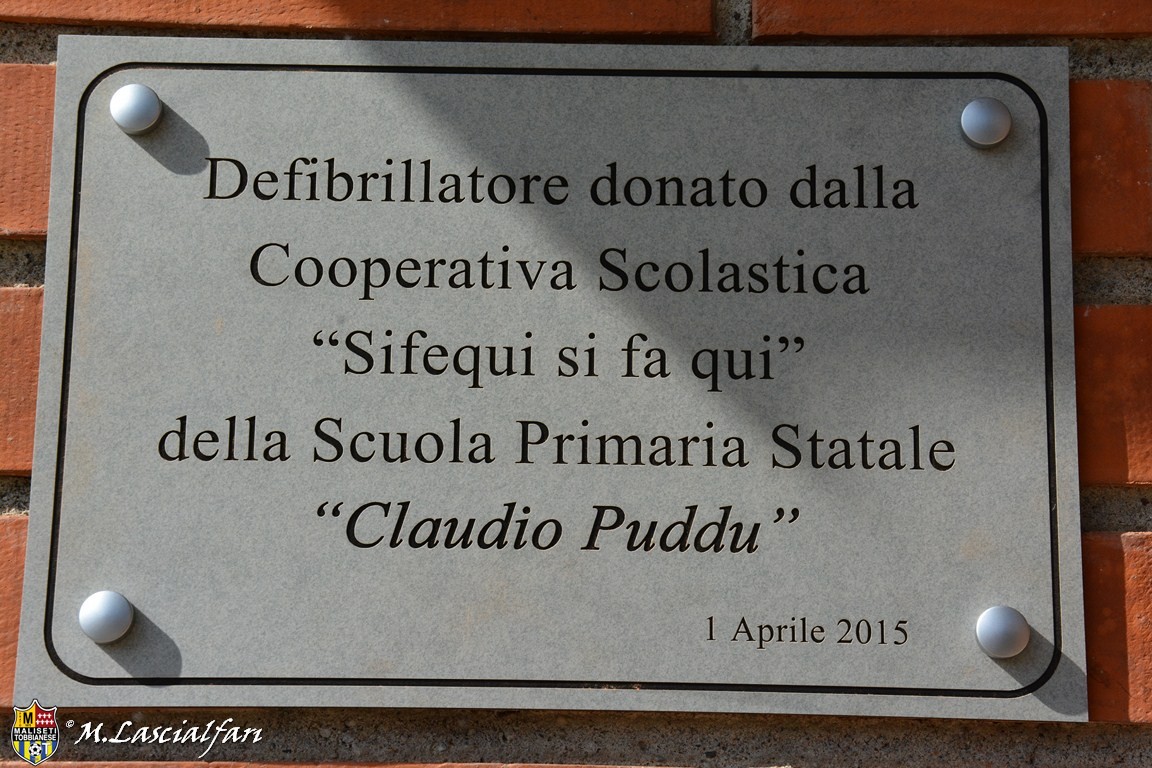 Defibrillatore donato dalla
Cooperativa Scolastica
“Sifequi si fa qui”
della Scuola Primaria Statale
“Claudio Puddu”
1 Aprile 2015
M
MALISETI
TOBBIANESE
© M.Lascialfari